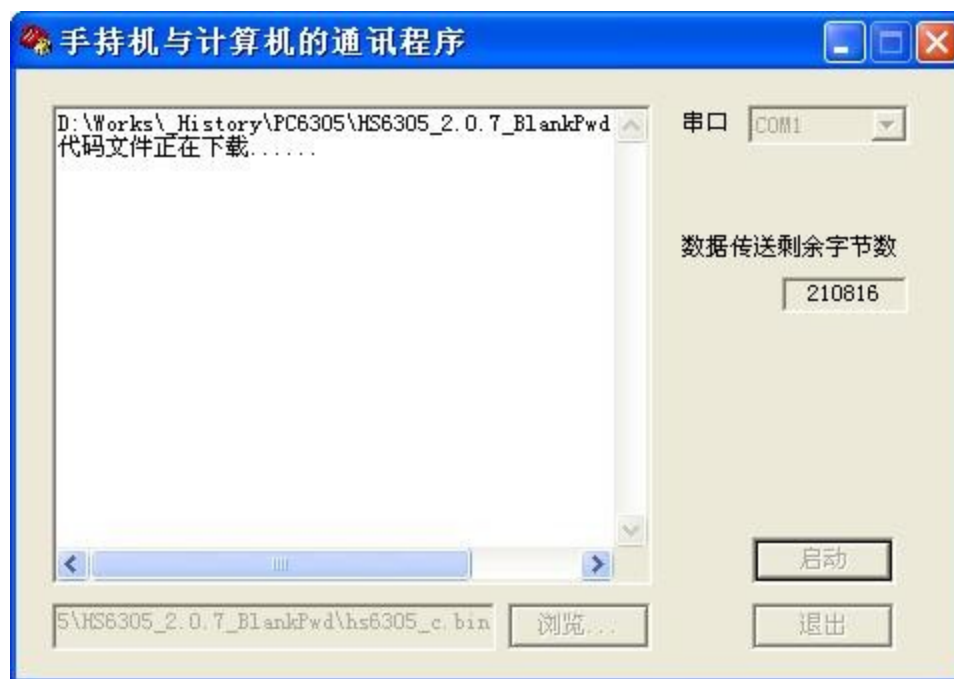 手持机与计算机的通讯程序
D:\Works\_History\PC6305\HS6305_2.0.7_BlankPwd
代码文件正在下载......
串口 COM1
数据传送剩余字节数
210816
启动
5\HS6305_2.0.7_BlankPwd\hs6305_c.bin 浏览... 退出